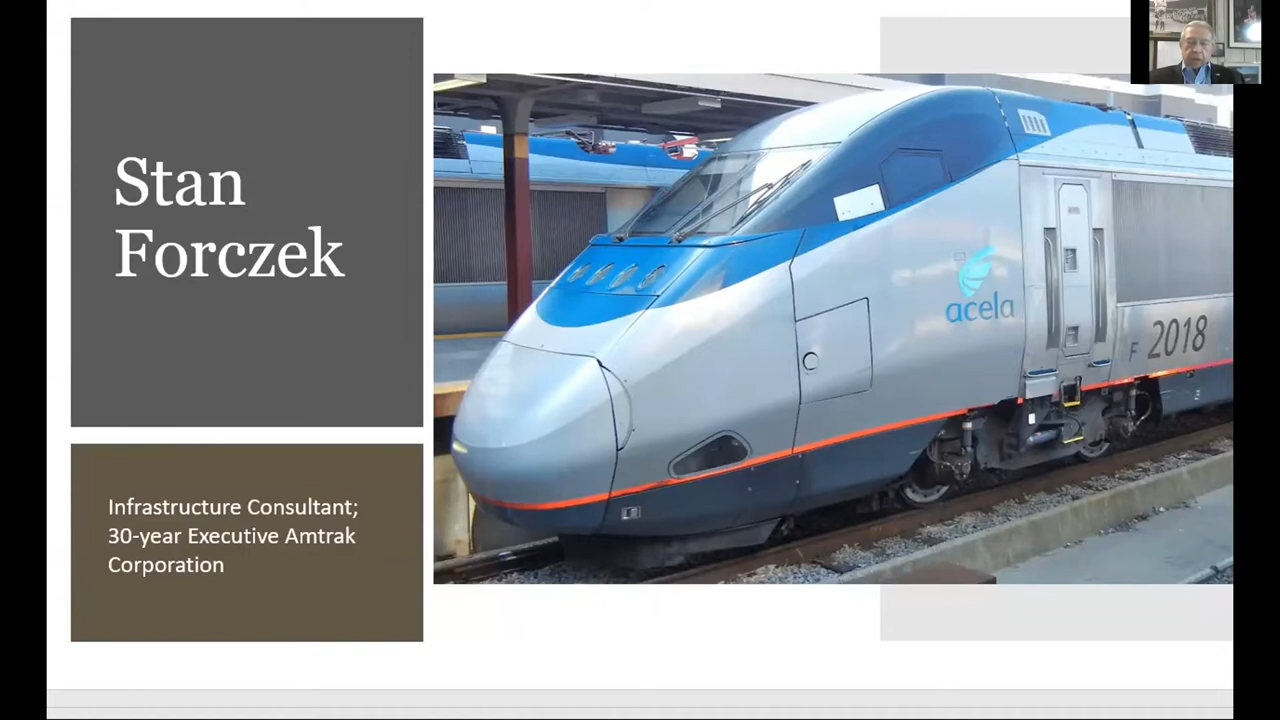 Stan
Forczek
Infrastructure Consultant;
30-year Executive Amtrak
Corporation
acela
F 2018